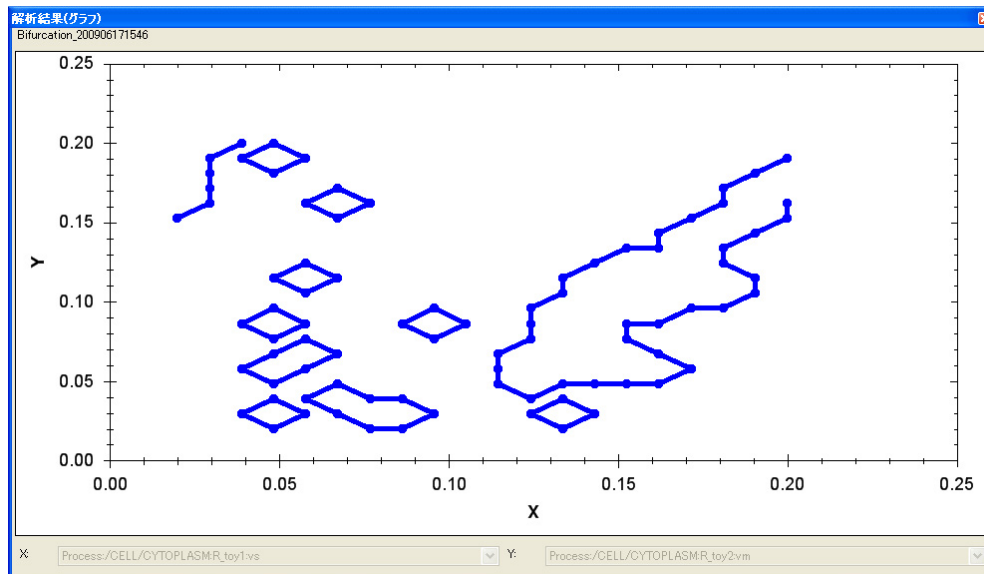 解析結果(グラフ)
Bifurcation_200906171546
0.25
0.20
0.15
0.10
0.05
0.00
Y
0.00 0.05 0.10 0.15 0.20 0.25
X
X: Process:/CELL/CYTOPLASM:R_toy1:vs Y: Process:/CELL/CYTOPLASM:R_toy2:vm